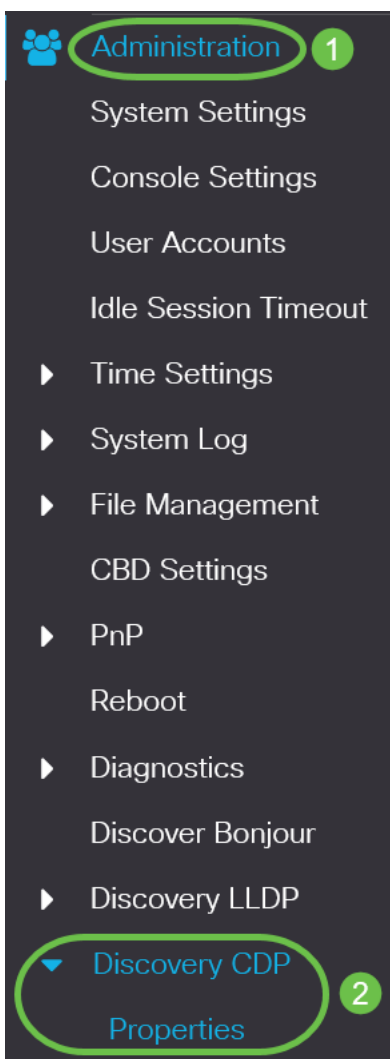 Administration 1
System Settings
Console Settings
User Accounts
Idle Session Timeout
Time Settings
System Log
File Management
CBD Settings
PnP
Reboot
Diagnostics
Discover Bonjour
Discovery LLDP
Discovery CDP
2
Properties